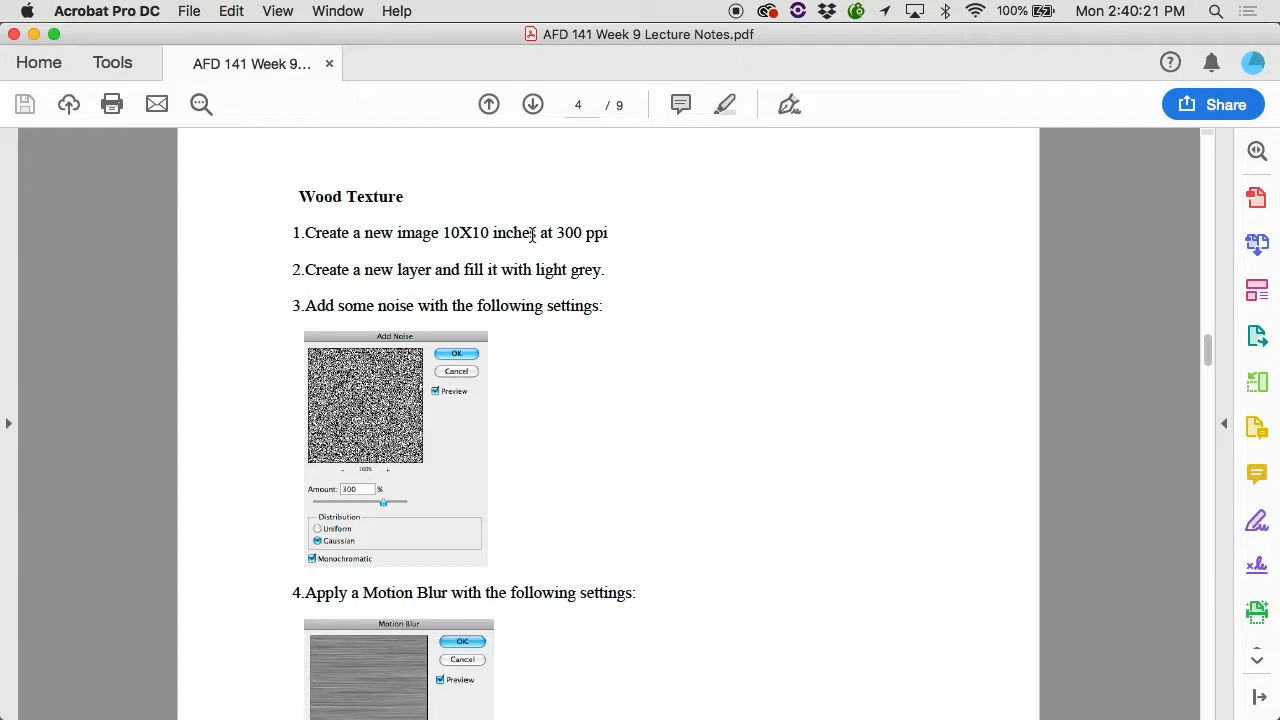 Acrobat Pro DC File Edit View Window Help 100% Mon 2:40:21 PM
AFD 141 Week 9 Lecture Notes.pdf
Home Tools AFD 141 Week 9... ×
4 / 9 Share
Wood Texture
1.Create a new image 10X10 inches at 300 ppi
2.Create a new layer and fill it with light grey.
3.Add some noise with the following settings:
Add Noise
OK
Cancel
Preview
- 100% +
Amount: 300 %
Distribution
Uniform
Gaussian
Monochromatic
4.Apply a Motion Blur with the following settings:
Motion Blur
OK
Cancel
Preview